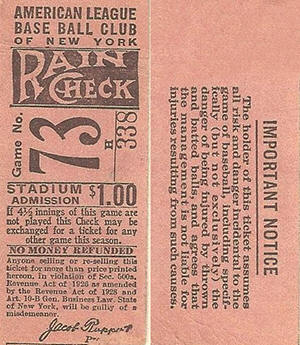 AMERICAN LEAGUE
BASE BALL CLUB
OF NEW YORK
RAIN
CHECK
Game No.
73
H
338
STADIUM
ADMISSION
$1.00
If 4½ innings of this game are
not played this Check may be
exchanged for a ticket for any
other game this season.
NO MONEY REFUNDED
Anyone selling or re-selling this
ticket for more than price printed
hereon, in violation of Sec. 500a,
Revenue Act of 1926 as amended
by the Revenue Act of 1928 and
Art. 10-B Gen. Business Law. State
of New York, will be guilty of a
misdemeanor.
Jacob Ruppert
IMPORTANT NOTICE
The holder of this ticket assumes
all risk and danger incidental to the
game of baseball including specifi-
cally (but not exclusively) the
danger of being injured by thrown
and batted balls and agrees that
the management is not liable for
injuries resulting from such causes.